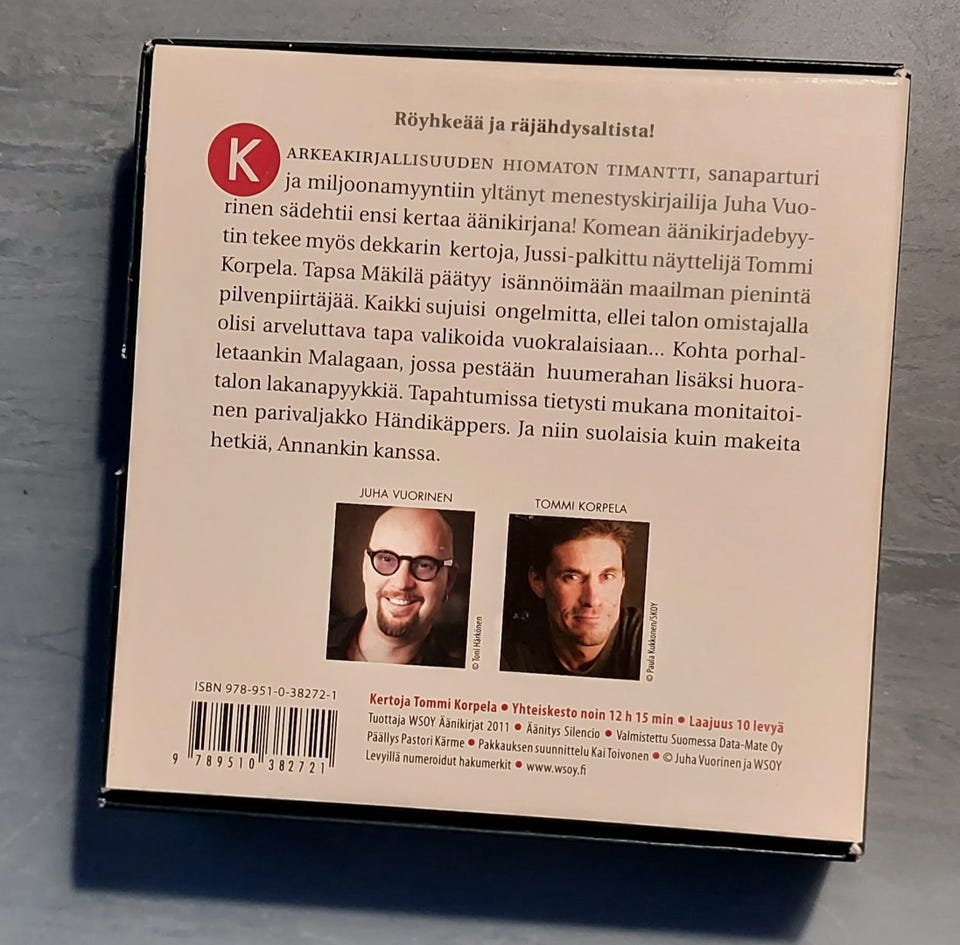 Röyhkeää ja räjähdysaltista!
KARKEAKIRJALLISUUDEN HIOMATON TIMANTTI, sanaparturi
ja miljoonamyyntiin yltänyt menestyskirjailija Juha Vuo-
rinen sädehtii ensi kertaa äänikirjana! Komean äänikirjadebyy-
tin tekee myös dekkarin kertoja, Jussi-palkittu näyttelijä Tommi
Korpela. Tapsa Mäkilä päätyy isännöimään maailman pienintä
pilvenpiirtäjää. Kaikki sujuisi ongelmitta, ellei talon omistajalla
olisi arveluttava tapa valikoida vuokralaisiaan... Kohta porhal-
letaankin Malagaan, jossa pestään huumerahan lisäksi huora-
talon lakanapyykkiä. Tapahtumissa tietysti mukana monitaitoi-
nen parivaljakko Händikäppers. Ja niin suolaisia kuin makeita
hetkiä, Annankin kanssa.
JUHA VUORINEN
TOMMI KORPELA
© Toni Härkönen
© Paula Kukkonen/SKOY
ISBN 978-951-0-38272-1
9 789510 382721
Kertoja Tommi Korpela • Yhteiskesto noin 12 h 15 min • Laajuus 10 levyä
Tuottaja WSOY Äänikirjat 2011 • Äänitys Silencio • Valmistettu Suomessa Data-Mate Oy
Päällys Pastori Kärme • Pakkauksen suunnittelu Kai Toivonen • © Juha Vuorinen ja WSOY
Levyillä numeroidut hakumerkit • www.wsoy.fi